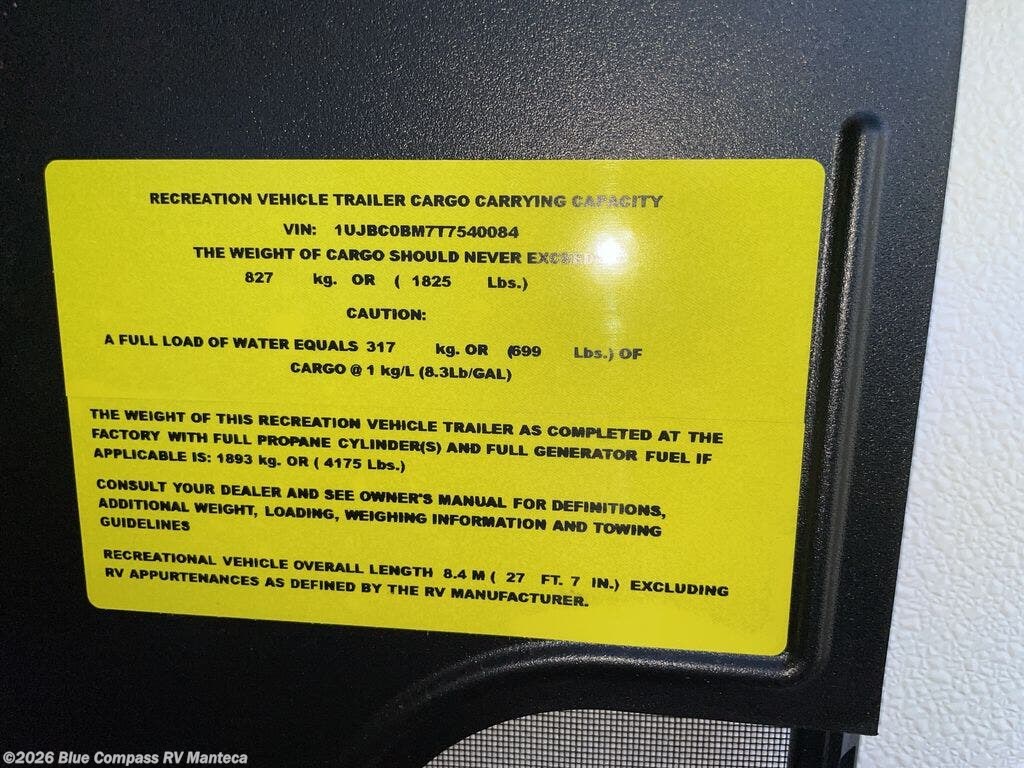 RECREATION VEHICLE TRAILER CARGO CARRYING CAPACITY
VIN: 1UJBC0BM7T7540084
THE WEIGHT OF CARGO SHOULD NEVER EXCEED
827 kg. OR ( 1825 Lbs.)
CAUTION:
A FULL LOAD OF WATER EQUALS 317 kg. OR (699 Lbs.) OF
CARGO @ 1 kg/L (8.3Lb/GAL)
THE WEIGHT OF THIS RECREATION VEHICLE TRAILER AS COMPLETED AT THE
FACTORY WITH FULL PROPANE CYLINDER(S) AND FULL GENERATOR FUEL IF
APPLICABLE IS: 1893 kg. OR ( 4175 Lbs.)
CONSULT YOUR DEALER AND SEE OWNER'S MANUAL FOR DEFINITIONS,
ADDITIONAL WEIGHT, LOADING, WEIGHING INFORMATION AND TOWING
GUIDELINES
RECREATIONAL VEHICLE OVERALL LENGTH 8.4 M ( 27 FT. 7 IN.) EXCLUDING
RV APPURTENANCES AS DEFINED BY THE RV MANUFACTURER.
©2026 Blue Compass RV Manteca